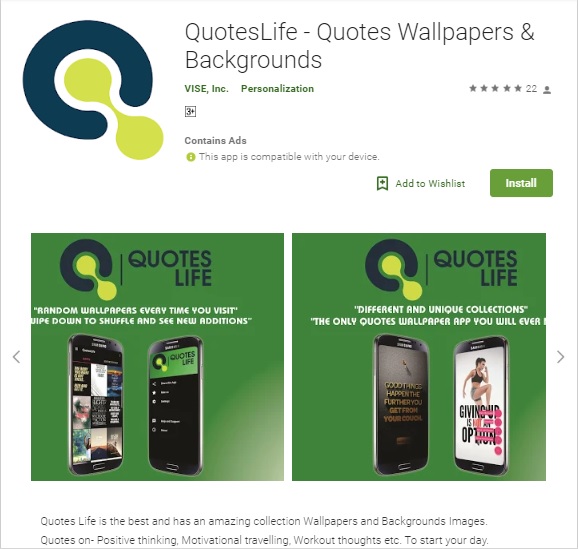 QuotesLife - Quotes Wallpapers &
Backgrounds
VISE, Inc. Personalization
22
3+
Contains Ads
This app is compatible with your device.
Add to Wishlist
Install
QUOTES
LIFE
"RANDOM WALLPAPERS EVERY TIME YOU VISIT"
WIPE DOWN TO SHUFFLE AND SEE NEW ADDITIONS"
SAMSUNG
SAMSUNG
QUOTES
LIFE
QUOTES
LIFE
"DIFFERENT AND UNIQUE COLLECTIONS"
"THE ONLY QUOTES WALLPAPER APP YOU WILL EVER
SAMSUNG
SAMSUNG
GOOD THINGS
HAPPEN THE
FURTHER YOU
GET FROM
YOUR COUCH.
GIVING UP
IS NOT AN
OPTION
Quotes Life is the best and has an amazing collection Wallpapers and Backgrounds Images.
Quotes on- Positive thinking, Motivational travelling, Workout thoughts etc. To start your day.